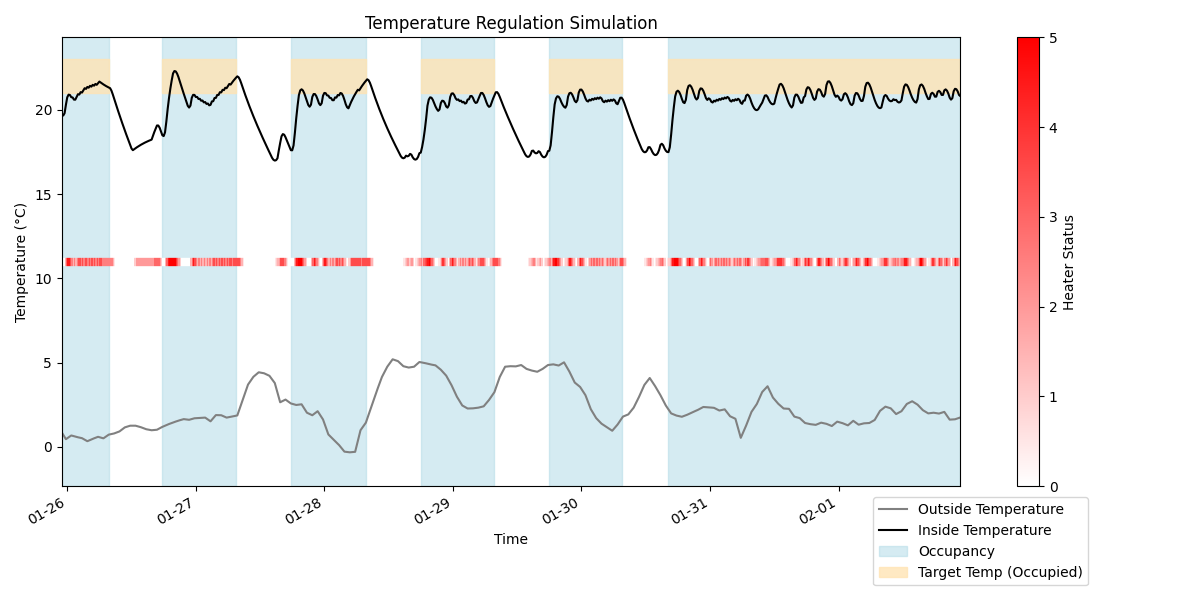 Temperature Regulation Simulation
Temperature (°C)
20
15
10
5
0
01-26
01-27
01-28
01-29
01-30
01-31
02-01
Time
5
4
3
2
1
0
Heater Status
Outside Temperature
Inside Temperature
Occupancy
Target Temp (Occupied)